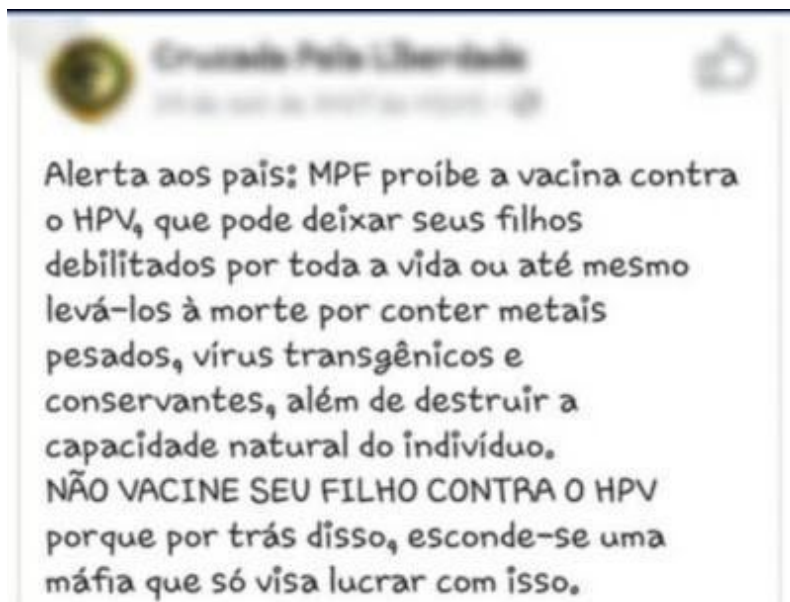 Alerta aos pais: MPF proíbe a vacina contra
o HPV, que pode deixar seus filhos
debilitados por toda a vida ou até mesmo
levá-los à morte por conter metais
pesados, vírus transgênicos e
conservantes, além de destruir a
capacidade natural do indivíduo.
NÃO VACINE SEU FILHO CONTRA O HPV
porque por trás disso, esconde-se uma
máfia que só visa lucrar com isso.